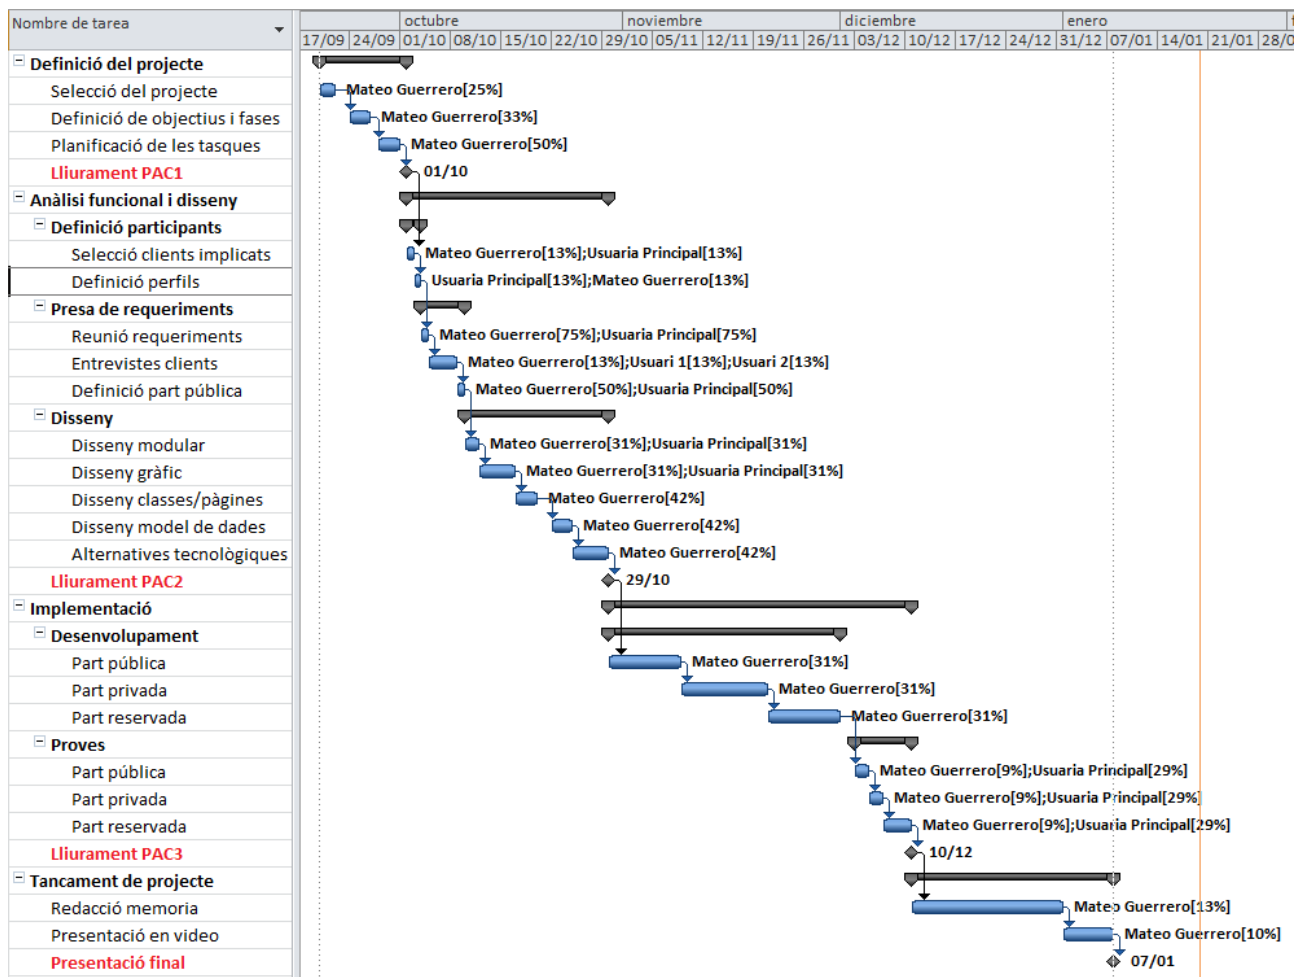 Nombre de tarea
octubre noviembre diciembre enero f
17/09 24/09 01/10 08/10 15/10 22/10 29/10 05/11 12/11 19/11 26/11 03/12 10/12 17/12 24/12 31/12 07/01 14/01 21/01 28/0
Definició del projecte
Selecció del projecte Mateo Guerrero[25%]
Definició de objectius i fases Mateo Guerrero[33%]
Planificació de les tasques Mateo Guerrero[50%]
Lliurament PAC1 01/10
Anàlisi funcional i disseny
Definició participants
Selecció clients implicats Mateo Guerrero[13%];Usuaria Principal[13%]
Definició perfils Usuaria Principal[13%];Mateo Guerrero[13%]
Presa de requeriments
Reunió requeriments Mateo Guerrero[75%];Usuaria Principal[75%]
Entrevistes clients Mateo Guerrero[13%];Usuari 1[13%];Usuari 2[13%]
Definició part pública Mateo Guerrero[50%];Usuaria Principal[50%]
Disseny
Disseny modular Mateo Guerrero[31%];Usuaria Principal[31%]
Disseny gràfic Mateo Guerrero[31%];Usuaria Principal[31%]
Disseny classes/pàgines Mateo Guerrero[42%]
Disseny model de dades Mateo Guerrero[42%]
Alternatives tecnològiques Mateo Guerrero[42%]
Lliurament PAC2 29/10
Implementació
Desenvolupament
Part pública Mateo Guerrero[31%]
Part privada Mateo Guerrero[31%]
Part reservada Mateo Guerrero[31%]
Proves
Part pública Mateo Guerrero[9%];Usuaria Principal[29%]
Part privada Mateo Guerrero[9%];Usuaria Principal[29%]
Part reservada Mateo Guerrero[9%];Usuaria Principal[29%]
Lliurament PAC3 10/12
Tancament de projecte
Redacció memoria Mateo Guerrero[13%]
Presentació en video Mateo Guerrero[10%]
Presentació final 07/01